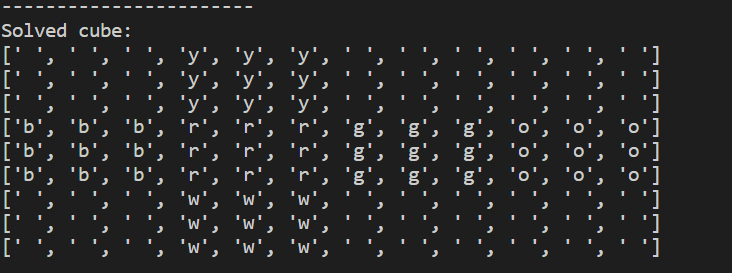 -----------------------
Solved cube:
[' ', ' ', ' ', 'y', 'y', 'y', ' ', ' ', ' ', ' ', ' ', ' ']
[' ', ' ', ' ', 'y', 'y', 'y', ' ', ' ', ' ', ' ', ' ', ' ']
[' ', ' ', ' ', 'y', 'y', 'y', ' ', ' ', ' ', ' ', ' ', ' ']
['b', 'b', 'b', 'r', 'r', 'r', 'g', 'g', 'g', 'o', 'o', 'o']
['b', 'b', 'b', 'r', 'r', 'r', 'g', 'g', 'g', 'o', 'o', 'o']
['b', 'b', 'b', 'r', 'r', 'r', 'g', 'g', 'g', 'o', 'o', 'o']
[' ', ' ', ' ', 'w', 'w', 'w', ' ', ' ', ' ', ' ', ' ', ' ']
[' ', ' ', ' ', 'w', 'w', 'w', ' ', ' ', ' ', ' ', ' ', ' ']
[' ', ' ', ' ', 'w', 'w', 'w', ' ', ' ', ' ', ' ', ' ', ' ']